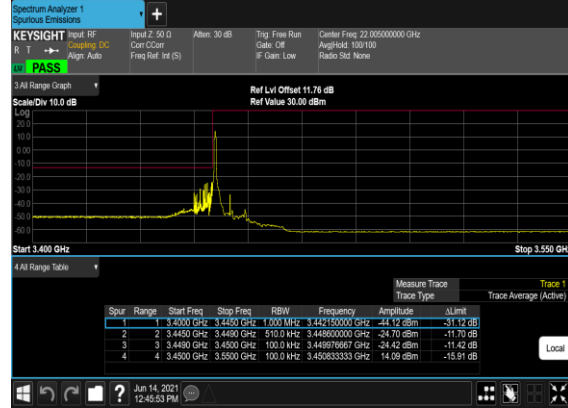 Spectrum Analyzer 1
Spurious Emissions
+
KEYSIGHT Input: RF Input Z: 50 Ω Atten: 30 dB Trig: Free Run Center Freq: 22.005000000 GHz
R T Coupling: DC Corr CCorr Gate: Off Avg|Hold: 100/100
Align: Auto Freq Ref: Int (S) IF Gain: Low Radio Std: None
PASS
3 All Range Graph
Ref Lvl Offset 11.76 dB
Scale/Div 10.0 dB Ref Value 30.00 dBm
Log
20.0
10.0
0.00
-10.0
-20.0
-30.0
-40.0
-50.0
-60.0
Start 3.400 GHz Stop 3.550 GH
4 All Range Table
Measure Trace Trace 1
Trace Type Trace Average (Active)
Spur Range Start Freq Stop Freq RBW Frequency Amplitude ΔLimit
1 1 3.4000 GHz 3.4450 GHz 1.000 MHz 3.442150000 GHz -44.12 dBm -31.12 dB
2 2 3.4450 GHz 3.4490 GHz 510.0 kHz 3.448600000 GHz -24.70 dBm -11.70 dB
3 3 3.4490 GHz 3.4500 GHz 100.0 kHz 3.449976667 GHz -24.42 dBm -11.42 dB
4 4 3.4500 GHz 3.5500 GHz 100.0 kHz 3.450833333 GHz 14.09 dBm -15.91 dB
Local
?
Jun 14, 2021
12:45:53 PM